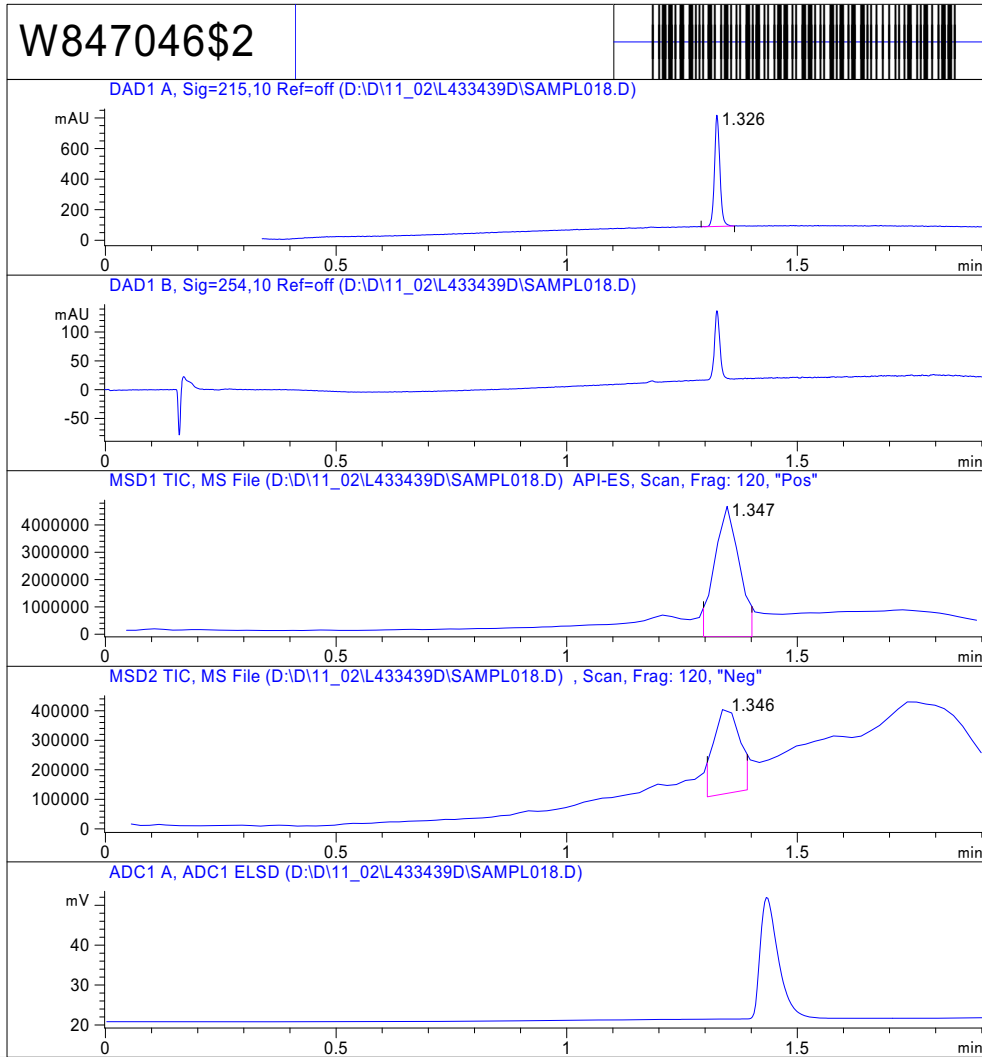 W847046$2
DAD1 A, Sig=215,10 Ref=off (D:\D\11_02\L433439D\SAMPL018.D)
mAU
600
400
200
0
1.326
0 0.5 1 1.5 min
DAD1 B, Sig=254,10 Ref=off (D:\D\11_02\L433439D\SAMPL018.D)
mAU
100
50
0
-50
0 0.5 1 1.5 min
MSD1 TIC, MS File (D:\D\11_02\L433439D\SAMPL018.D) API-ES, Scan, Frag: 120, "Pos"
1.347
4000000
3000000
2000000
1000000
0
0 0.5 1 1.5 min
MSD2 TIC, MS File (D:\D\11_02\L433439D\SAMPL018.D) , Scan, Frag: 120, "Neg"
1.346
400000
300000
200000
100000
0
0 0.5 1 1.5 min
ADC1 A, ADC1 ELSD (D:\D\11_02\L433439D\SAMPL018.D)
mV
40
20
0 0.5 1 1.5 min